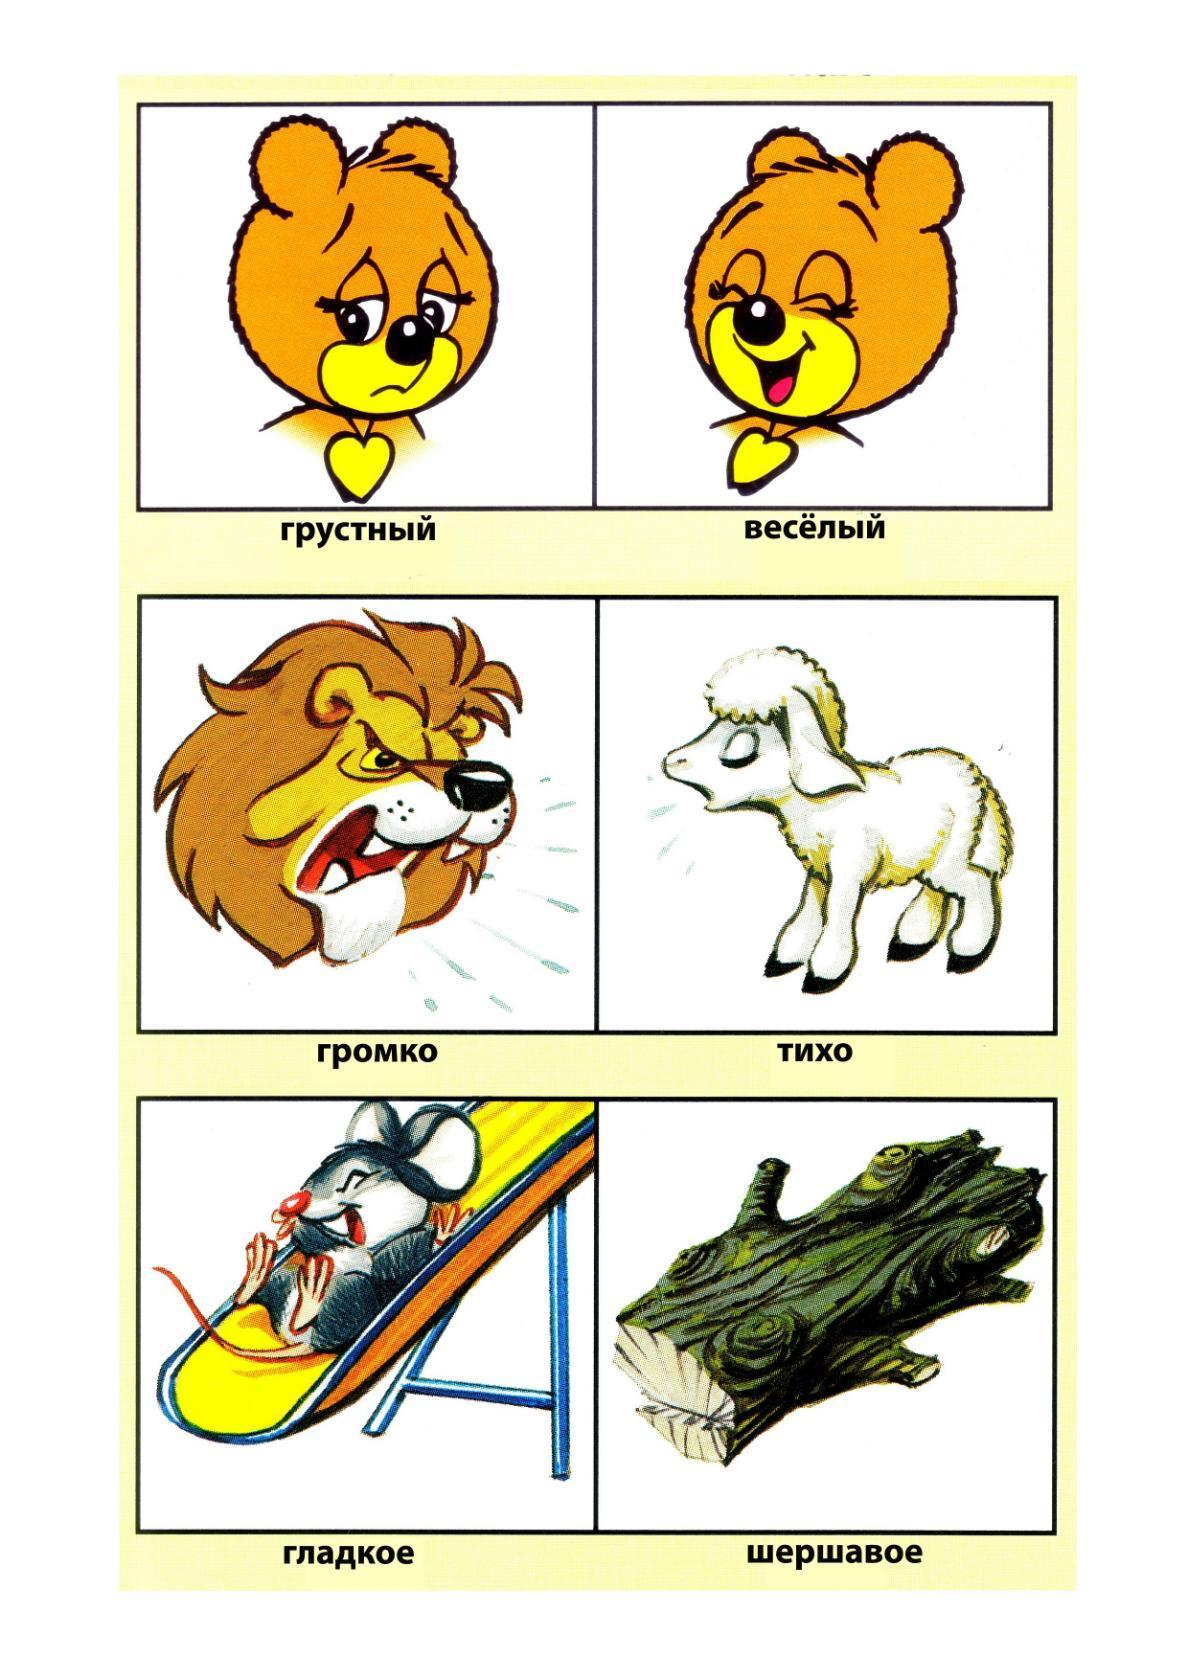 грустный весёлый
громко тихо
гладкое шершавое